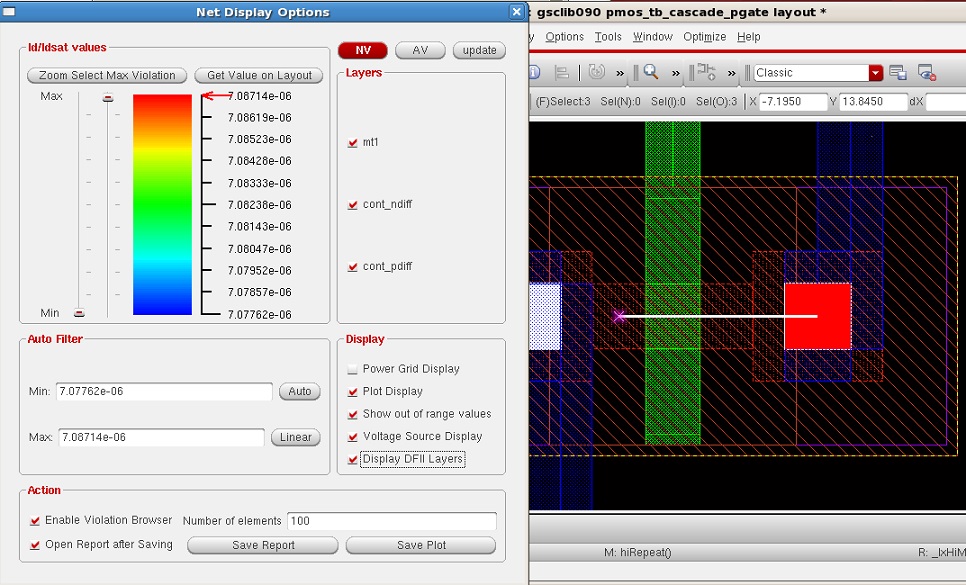 Net Display Options
: gsclib090 pmos_tb_cascade_pgate layout *
Options Tools Window Optimize Help
Classic
(F)Select:3 Sel(N):0 Sel(I):0 Sel(O):3 X -7.1950 Y 13.8450 dX
Id/Idsat values
NV AV update
Zoom Select Max Violation Get Value on Layout
Max
Min
7.08714e-06
7.08619e-06
7.08523e-06
7.08428e-06
7.08333e-06
7.08238e-06
7.08143e-06
7.08047e-06
7.07952e-06
7.07857e-06
7.07762e-06
Layers
mt1
cont_ndiff
cont_pdiff
Auto Filter
Min: 7.07762e-06 Auto
Max: 7.08714e-06 Linear
Display
Power Grid Display
Plot Display
Show out of range values
Voltage Source Display
Display DFII Layers
Action
Enable Violation Browser Number of elements 100
Open Report after Saving Save Report Save Plot
M: hiRepeat() R: _lxHiM